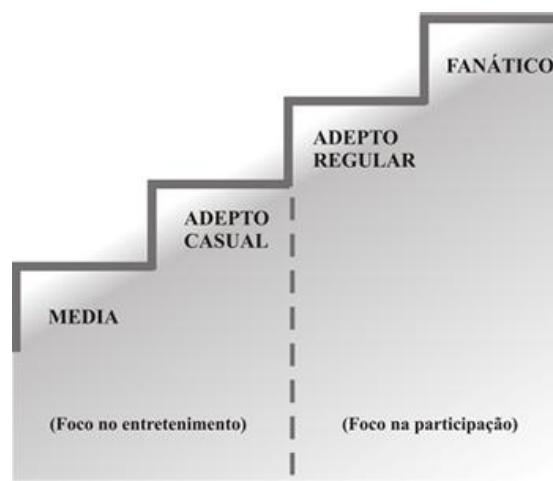 FANÁTICO
ADEPTO
REGULAR
ADEPTO
CASUAL
MEDIA
(Foco no entretenimento)
(Foco na participação)